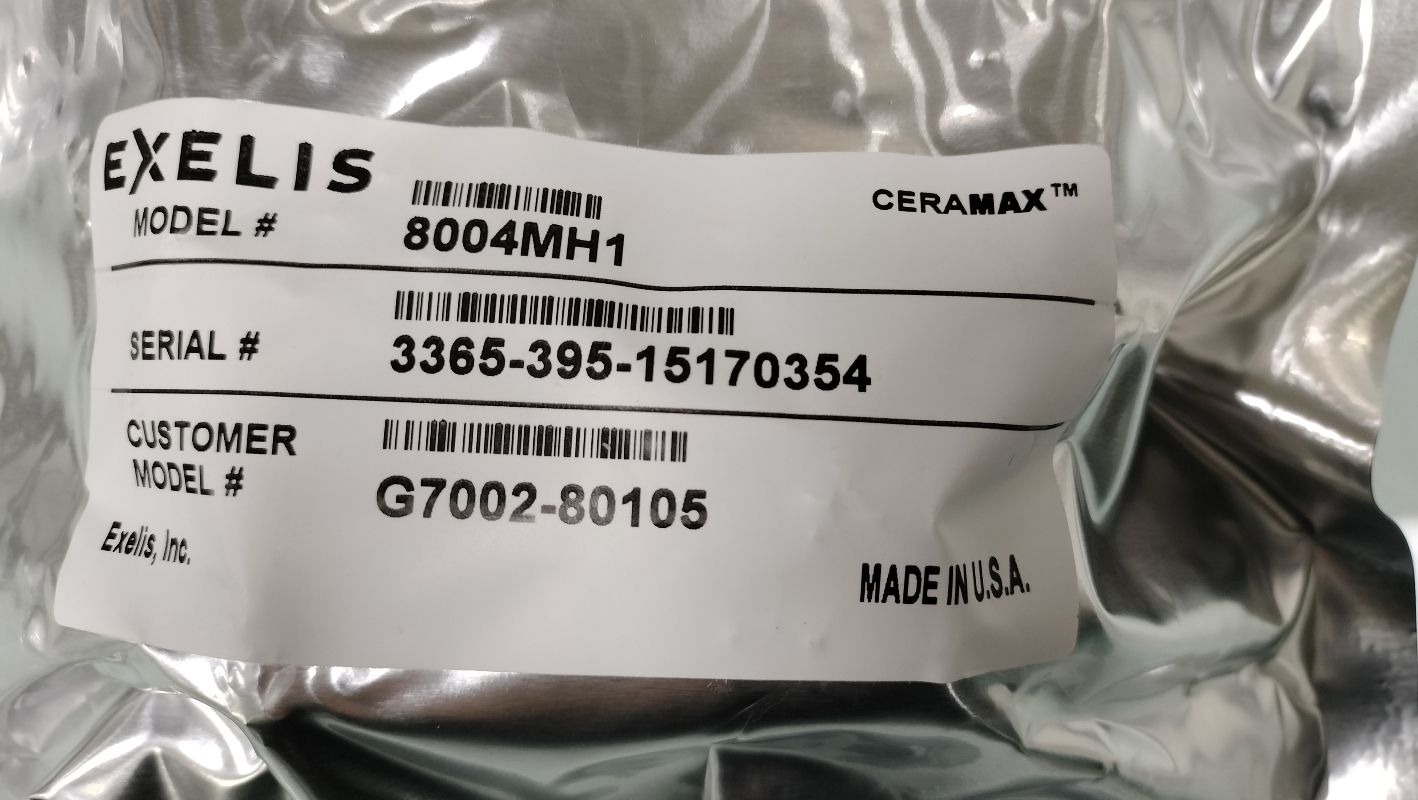 EXELIS
CERAMAX™
MODEL # 8004MH1
SERIAL # 3365-395-15170354
CUSTOMER
MODEL # G7002-80105
Exelis, Inc.
MADE IN U.S.A.